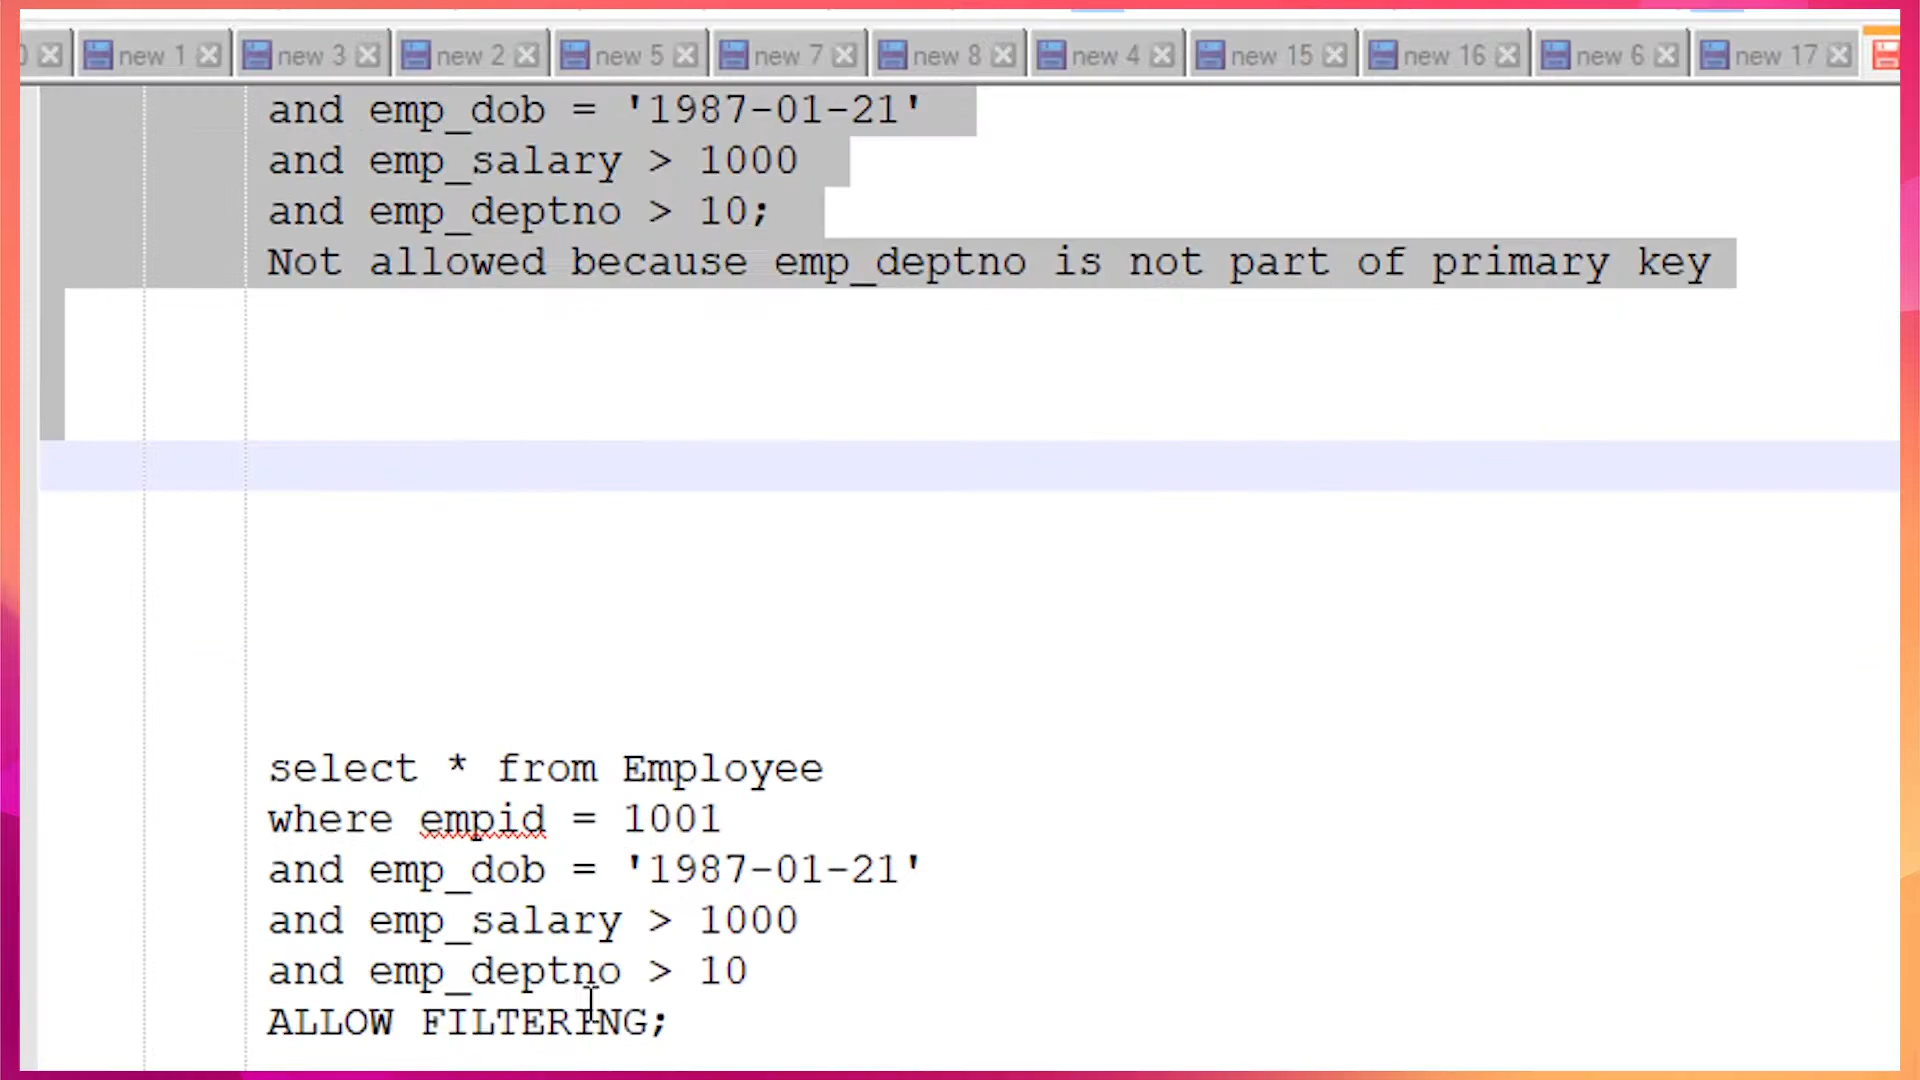 new 1 new 3 new 2 new 5 new 7 new 8 new 4 new 15 new 16 new 6 new 17
and emp_dob = '1987-01-21'
and emp_salary > 1000
and emp_deptno > 10;
Not allowed because emp_deptno is not part of primary key
select * from Employee
where empid = 1001
and emp_dob = '1987-01-21'
and emp_salary > 1000
and emp_deptno > 10
ALLOW FILTERING;